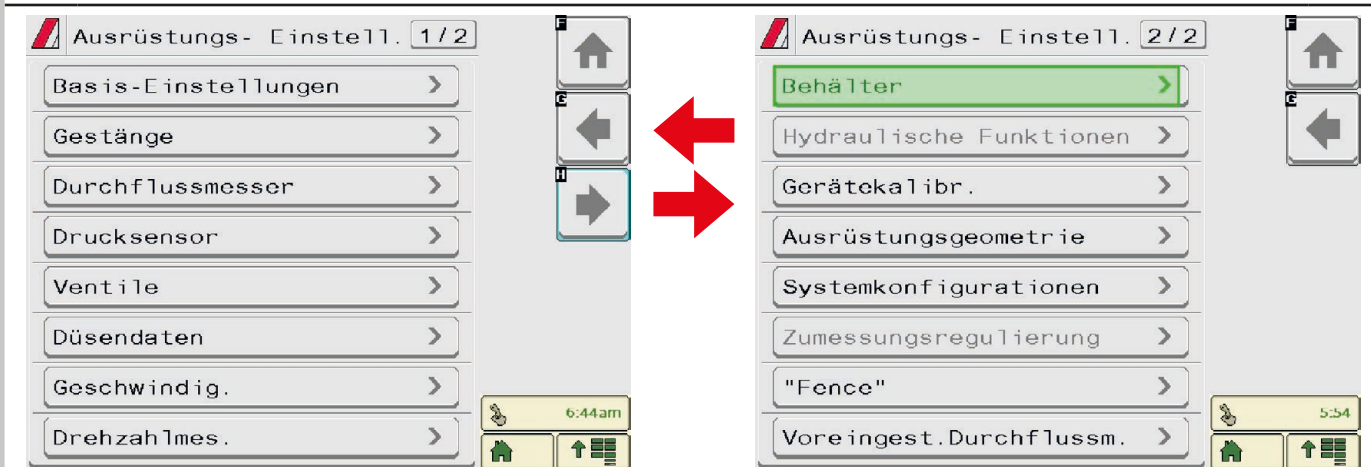 Ausrüstungs- Einstell. 1/2
F
Basis-Einstellungen
G
Gestänge
Durchflussmesser
H
Drucksensor
Ventile
Düsendaten
Geschwindig.
6:44am
Drehzahlmes.
Ausrüstungs- Einstell. 2/2
F
Behälter
G
Hydraulische Funktionen
Gerätekalibr.
Ausrüstungsgeometrie
Systemkonfigurationen
Zumessungsregulierung
"Fence"
5:54
Voreingest.Durchflussm.